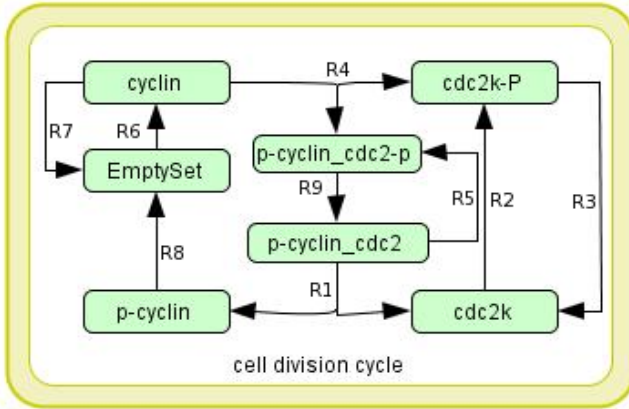 R4
cyclin
cdc2k-P
R7
R6
p-cyclin_cdc2-p
EmptySet
R9
R5
R2
R3
p-cyclin_cdc2
R8
R1
p-cyclin
cdc2k
cell division cycle